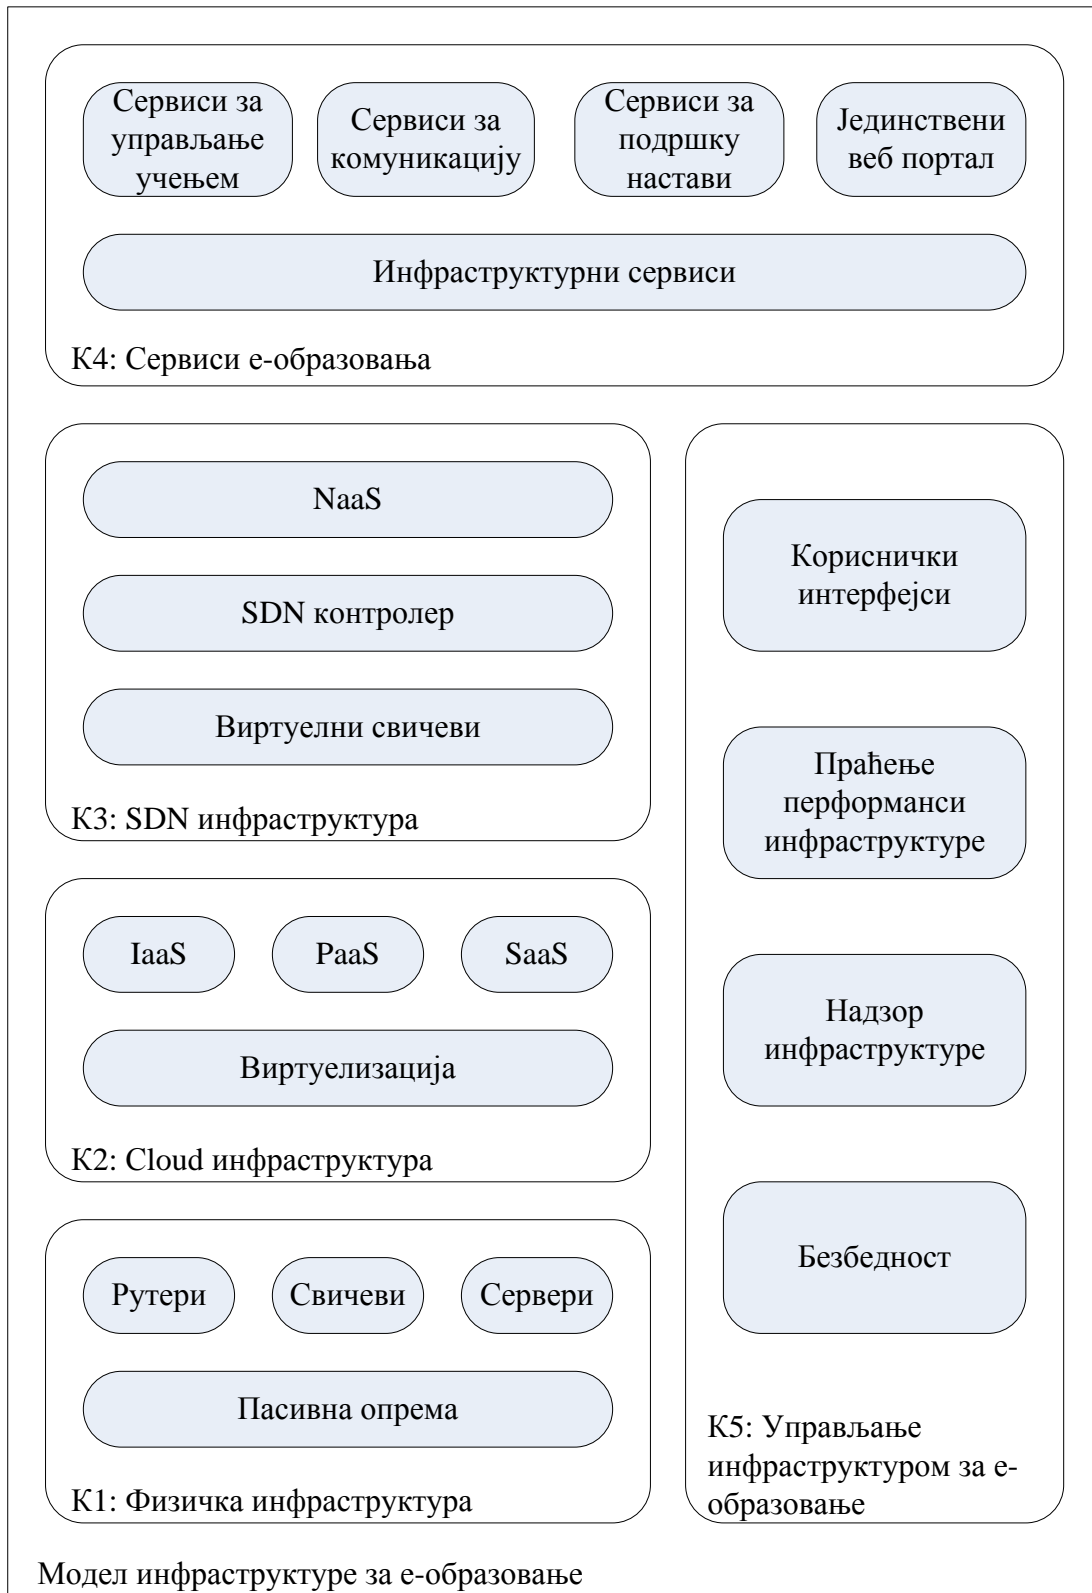 Сервиси за
управљање
учењем
Сервиси за
комуникацију
Сервиси за
подршку
настави
Јединствени
веб портал
Инфраструктурни сервиси
К4: Сервиси е-образовања
NaaS
SDN контролер
Виртуелни свичеви
К3: SDN инфраструктура
IaaS
PaaS
SaaS
Виртуелизација
К2: Cloud инфраструктура
Рутери
Свичеви
Сервери
Пасивна опрема
К1: Физичка инфраструктура
Кориснички
интерфејси
Праћење
перформанси
инфраструктуре
Надзор
инфраструктуре
Безбедност
К5: Управљање
инфраструктуром за е-
образовање
Модел инфраструктуре за е-образовање